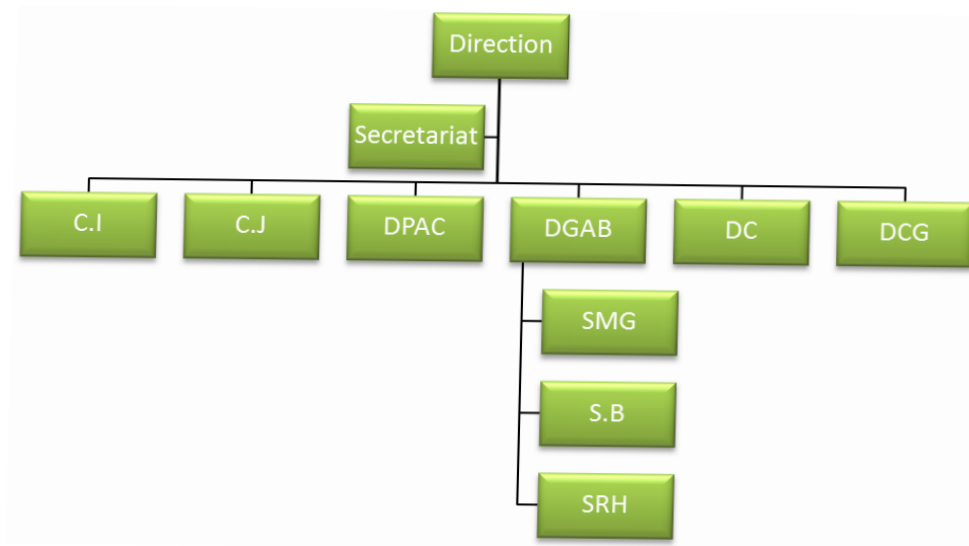 Direction
Secretariat
C.I
C.J
DPAC
DGAB
DC
DCG
SMG
S.B
SRH